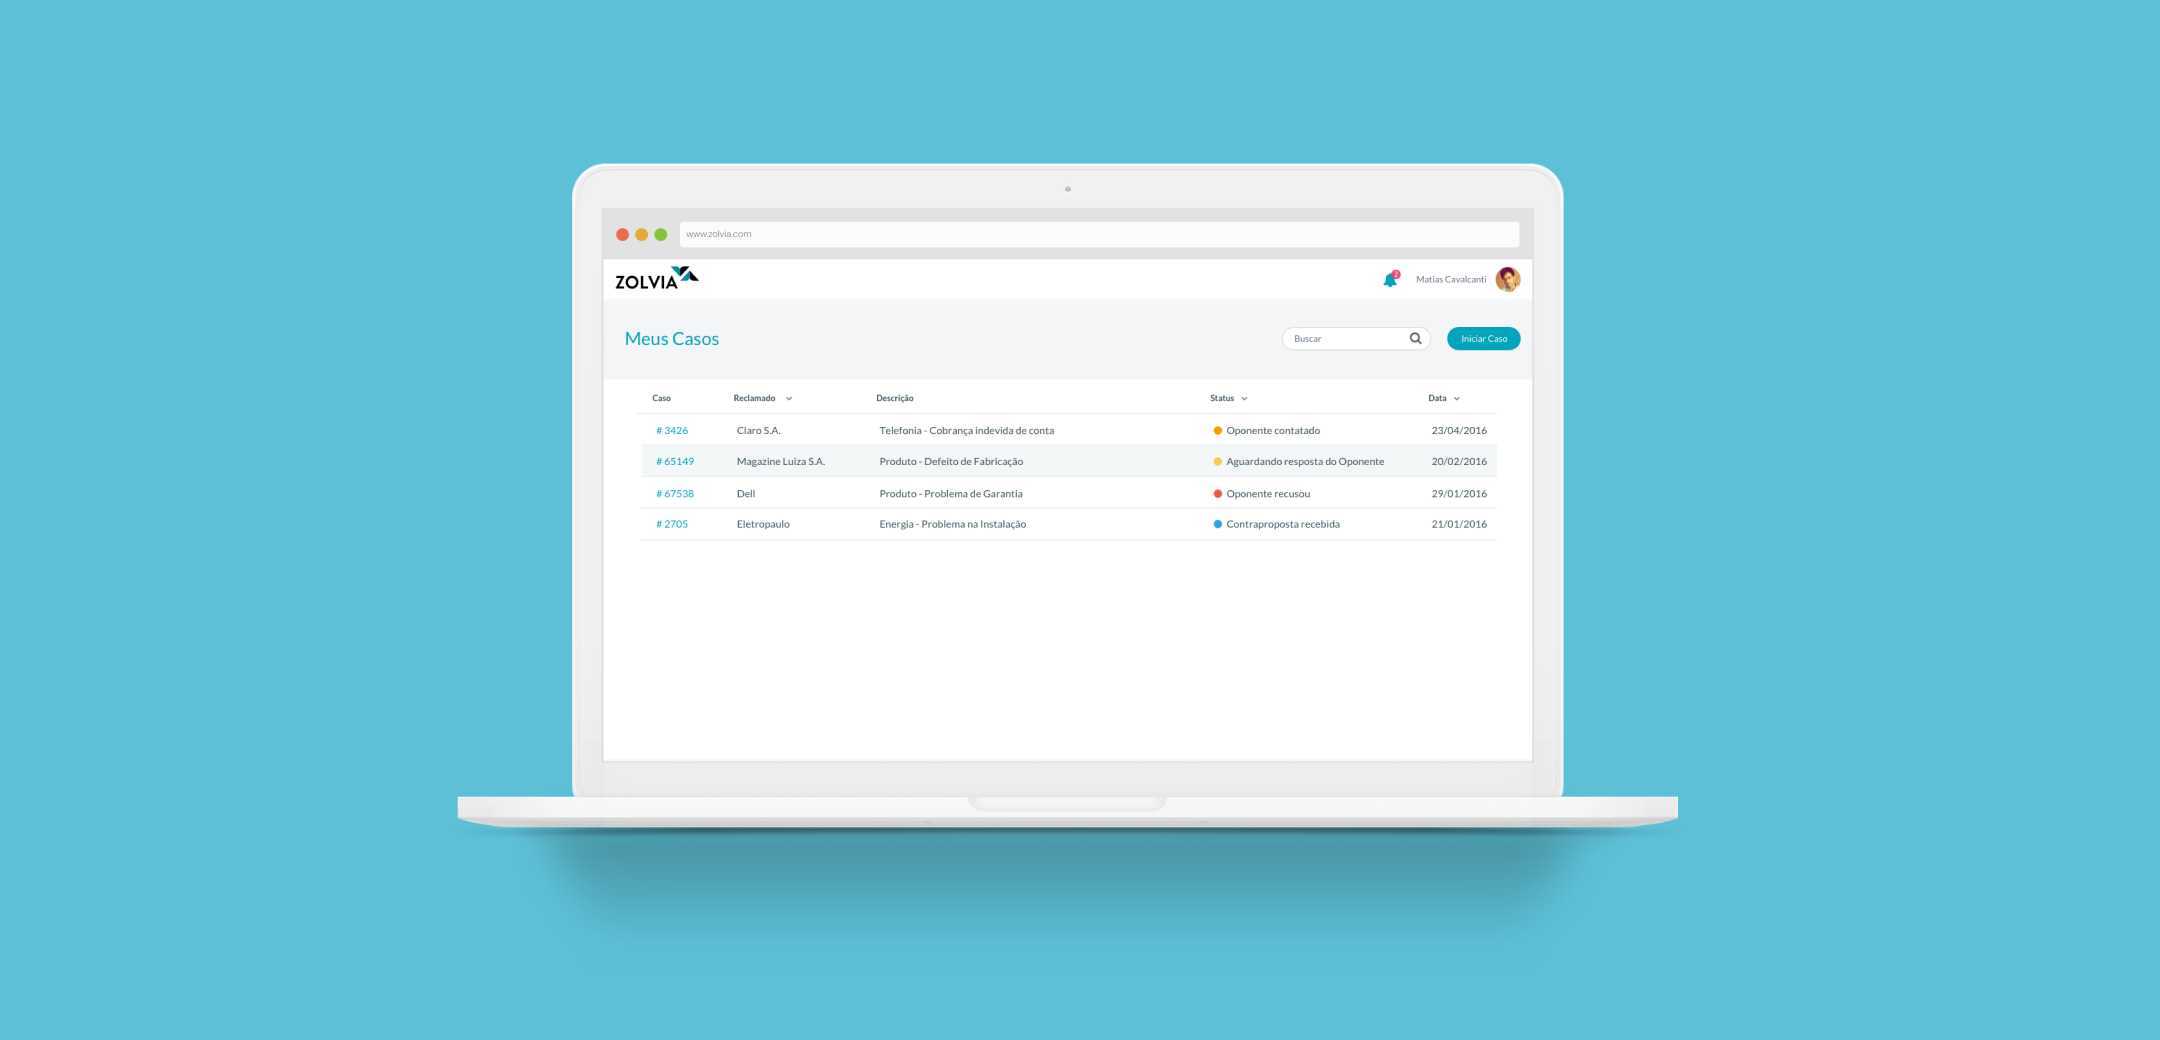 www.zolvia.com
ZOLVIA
2
Matias Cavalcanti
Meus Casos
Buscar
Iniciar Caso
Caso Reclamado Descrição Status Data
# 3426 Claro S.A. Telefonia - Cobrança indevida de conta Oponente contatado 23/04/2016
# 65149 Magazine Luiza S.A. Produto - Defeito de Fabricação Aguardando resposta do Oponente 20/02/2016
# 67538 Dell Produto - Problema de Garantia Oponente recusou 29/01/2016
# 2705 Eletropaulo Energia - Problema na Instalação Contraproposta recebida 21/01/2016